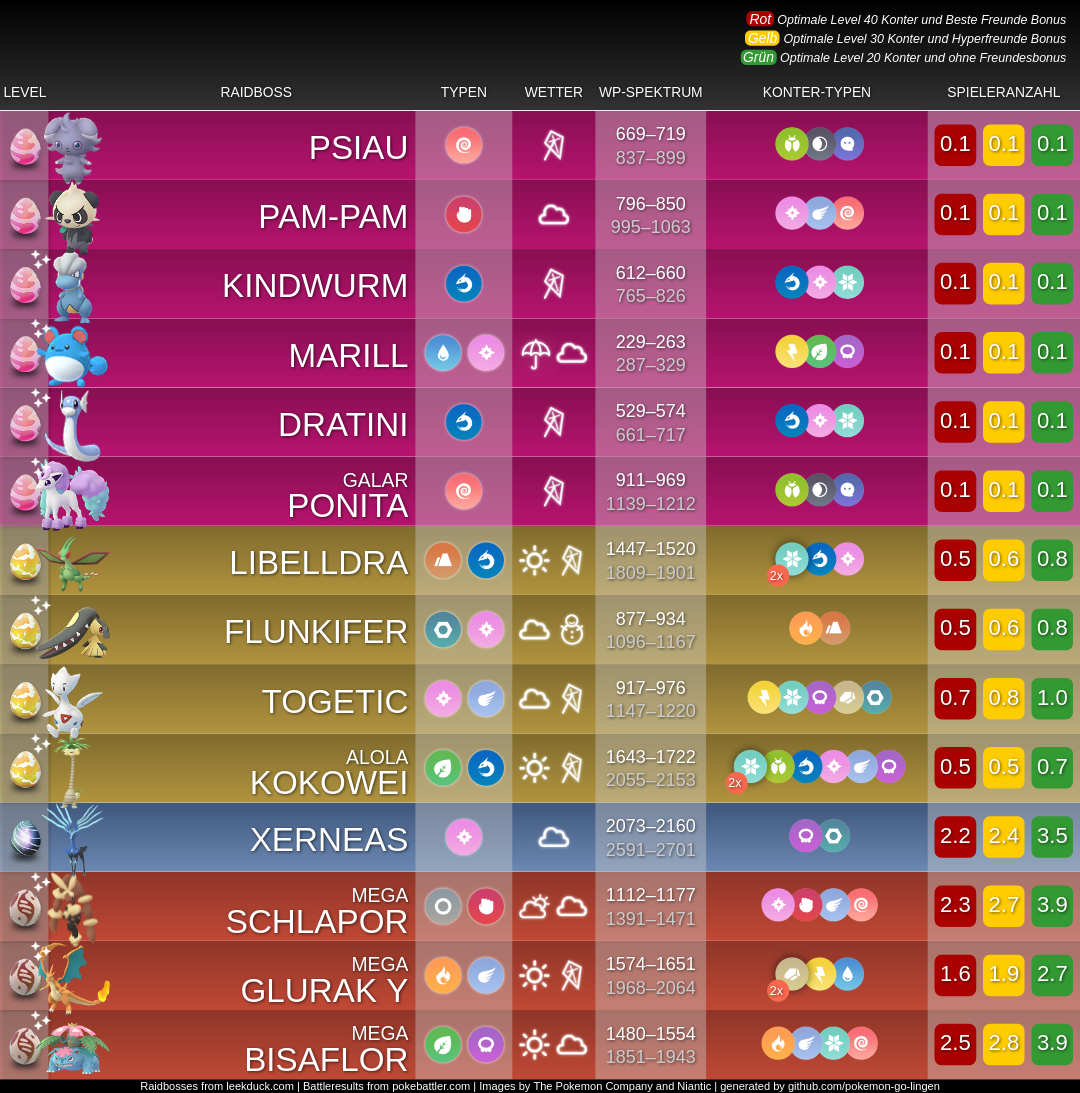 Rot Optimale Level 40 Konter und Beste Freunde Bonus
Gelb Optimale Level 30 Konter und Hyperfreunde Bonus
Grün Optimale Level 20 Konter und ohne Freundesbonus
LEVEL RAIDBOSS TYPEN WETTER WP-SPEKTRUM KONTER-TYPEN SPIELERANZAHL
PSIAU 669–719 837–899 0.1 0.1 0.1
PAM-PAM 796–850 995–1063 0.1 0.1 0.1
KINDWURM 612–660 765–826 0.1 0.1 0.1
MARILL 229–263 287–329 0.1 0.1 0.1
DRATINI 529–574 661–717 0.1 0.1 0.1
GALAR PONITA 911–969 1139–1212 0.1 0.1 0.1
LIBELLDRA 1447–1520 1809–1901 2x 0.5 0.6 0.8
FLUNKIFER 877–934 1096–1167 0.5 0.6 0.8
TOGETIC 917–976 1147–1220 0.7 0.8 1.0
ALOLA KOKOWEI 1643–1722 2055–2153 2x 0.5 0.5 0.7
XERNEAS 2073–2160 2591–2701 2.2 2.4 3.5
MEGA SCHLAPOR 1112–1177 1391–1471 2.3 2.7 3.9
MEGA GLURAK Y 1574–1651 1968–2064 2x 1.6 1.9 2.7
MEGA BISAFLOR 1480–1554 1851–1943 2.5 2.8 3.9
Raidbosses from leekduck.com | Battleresults from pokebattler.com | Images by The Pokemon Company and Niantic | generated by github.com/pokemon-go-lingen